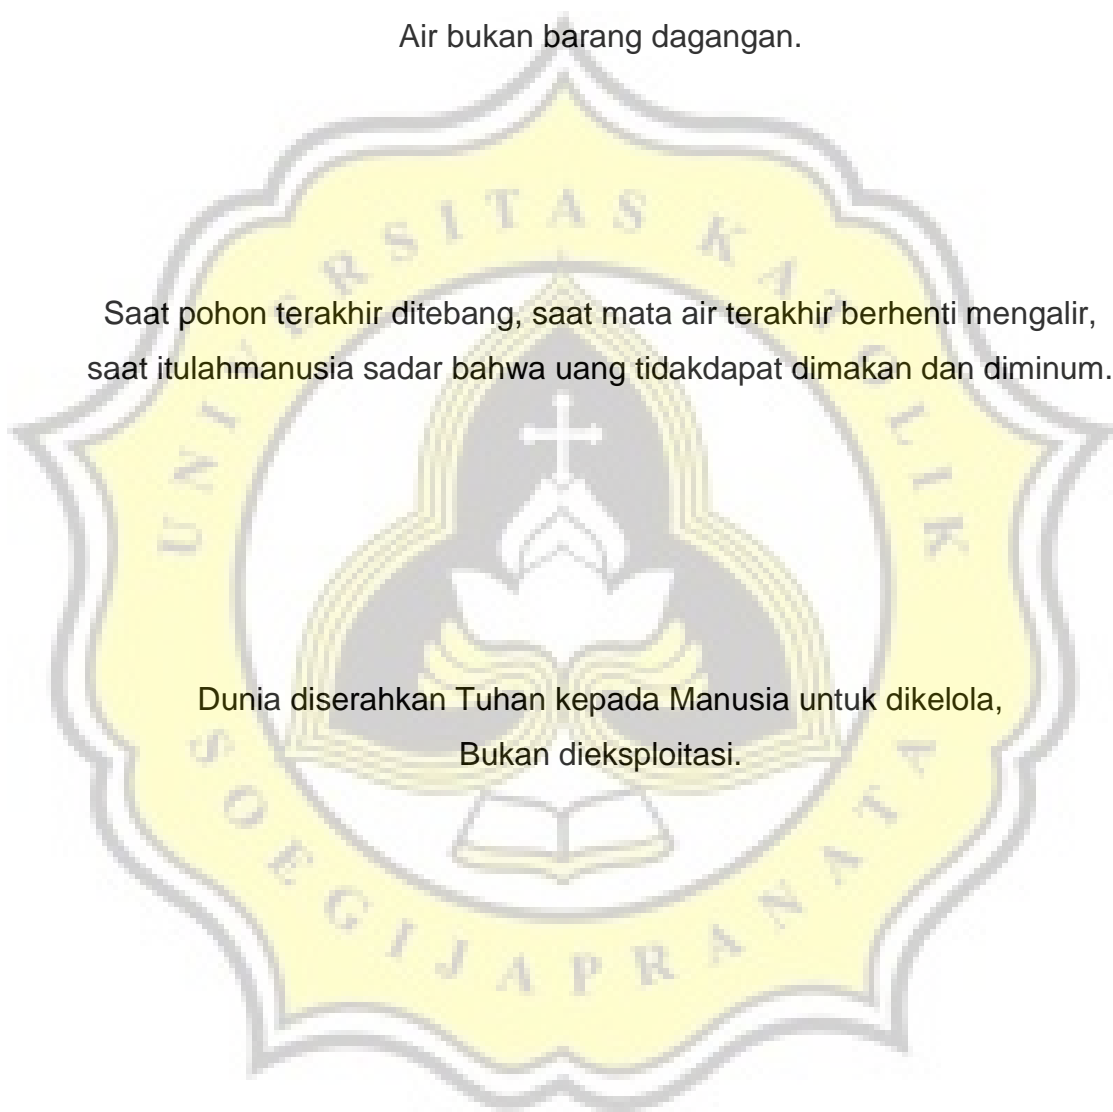 Air bukan barang dagangan.
Saat pohon terakhir ditebang, saat mata air terakhir berhenti mengalir,
saat itulahmanusia sadar bahwa uang tidakdapat dimakan dan diminum.
Dunia diserahkan Tuhan kepada Manusia untuk dikelola,
Bukan dieksploitasi.
UNIVERSITAS KATOLIK
SOEGIJAPRANATA